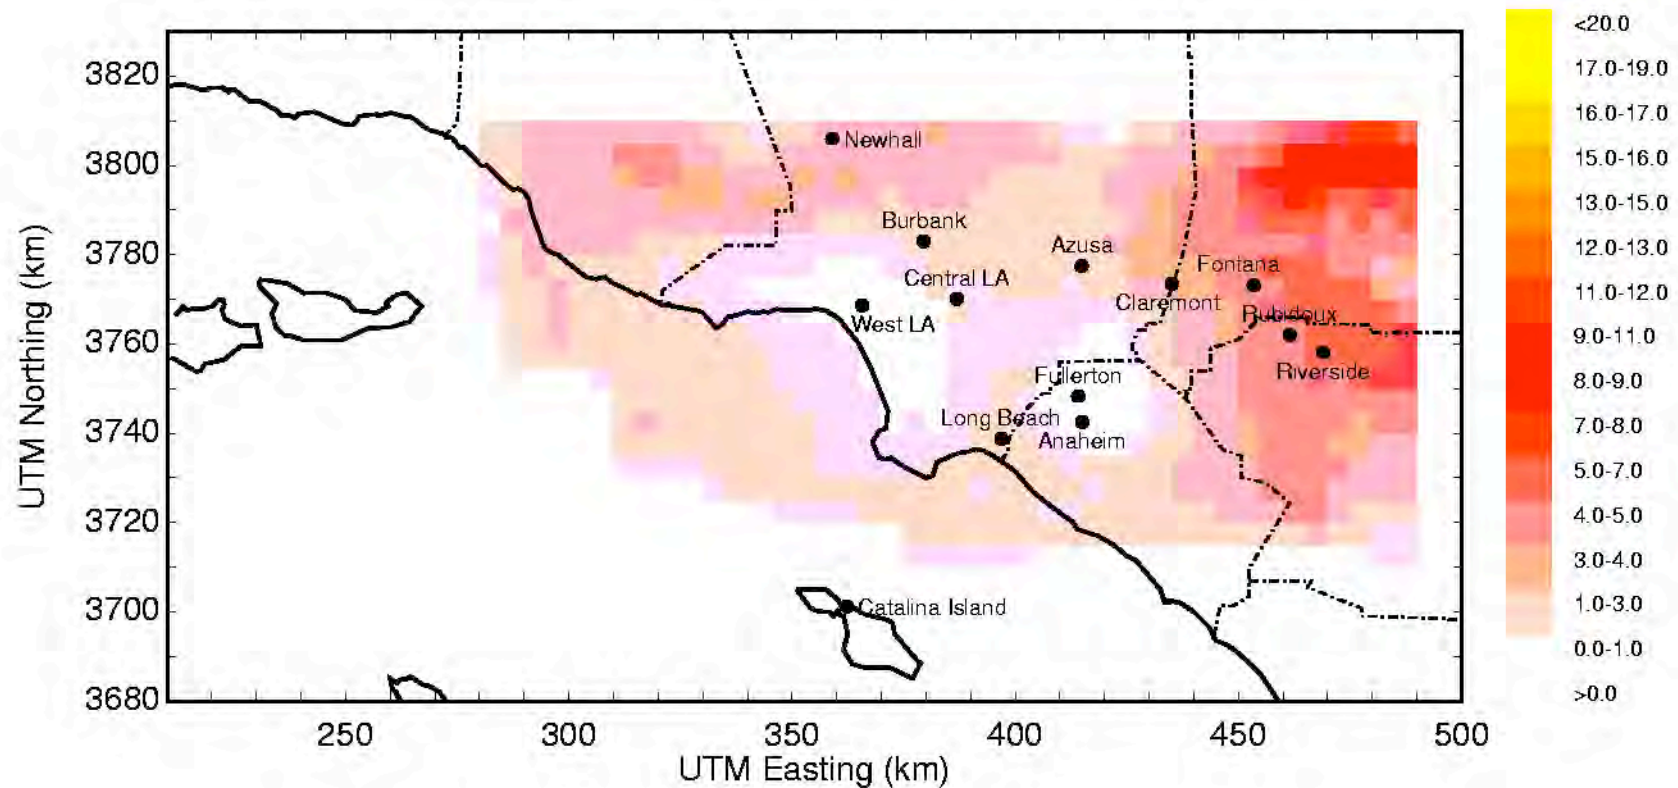 3820
3800
3780
3760
3740
3720
3700
3680
UTM Northing (km)
250
300
350
400
450
500
UTM Easting (km)
Newhall
Burbank
Azusa
Central LA
Fontana
Claremont
West LA
Rubidoux
Riverside
Fullerton
Long Beach
Anaheim
Catalina Island
<20.0
17.0-19.0
16.0-17.0
15.0-16.0
13.0-15.0
12.0-13.0
11.0-12.0
9.0-11.0
8.0-9.0
7.0-8.0
5.0-7.0
4.0-5.0
3.0-4.0
1.0-3.0
0.0-1.0
>0.0